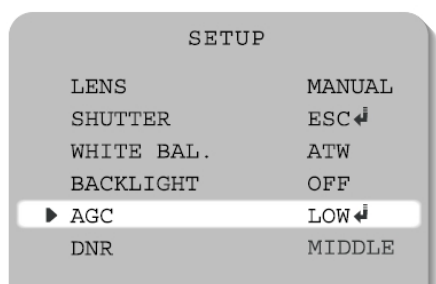 SETUP
LENS MANUAL
SHUTTER ESC↲
WHITE BAL. ATW
BACKLIGHT OFF
▶ AGC LOW↲
DNR MIDDLE